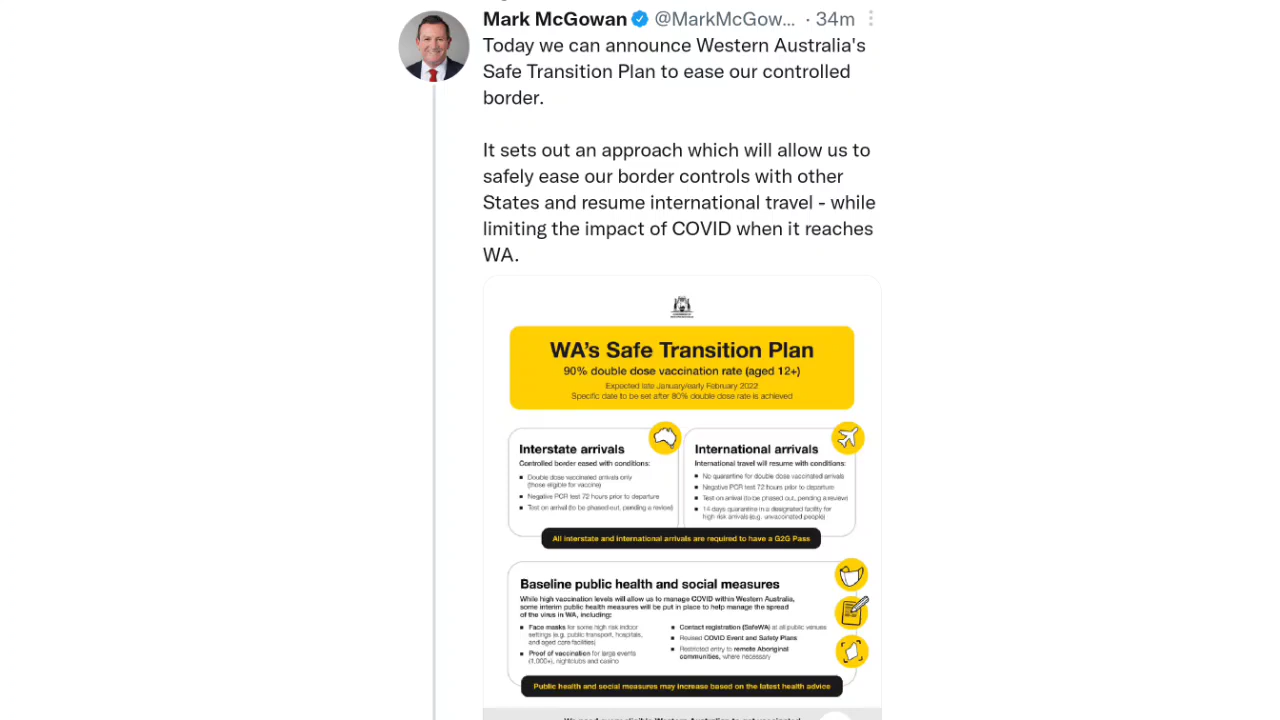 Mark McGowan @MarkMcGow... · 34m
Today we can announce Western Australia's
Safe Transition Plan to ease our controlled
border.
It sets out an approach which will allow us to
safely ease our border controls with other
States and resume international travel - while
limiting the impact of COVID when it reaches
WA.
WA's Safe Transition Plan
90% double dose vaccination rate (aged 12+)
Expected late January/early February 2022
Specific date to be set after 80% double dose rate is achieved
Interstate arrivals
Controlled border eased with conditions:
▪ Double dose vaccinated arrivals only
(those eligible for vaccine)
▪ Negative PCR test 72 hours prior to departure
▪ Test on arrival (to be phased out, pending a review)
International arrivals
International travel will resume with conditions:
▪ No quarantine for double dose vaccinated arrivals
▪ Negative PCR test 72 hours prior to departure
▪ Test on arrival (to be phased out, pending a review)
▪ 14 days quarantine in a designated facility for
high risk arrivals (e.g. unvaccinated people)
All interstate and international arrivals are required to have a G2G Pass
Baseline public health and social measures
While high vaccination levels will allow us to manage COVID within Western Australia,
some interim public health measures will be put in place to help manage the spread
of the virus in WA, including:
▪ Face masks for some high risk indoor
settings (e.g. public transport, hospitals,
and aged care facilities)
▪ Proof of vaccination for large events
(1,000+), nightclubs and casino
▪ Contact registration (SafeWA) at all public venues
▪ Revised COVID Event and Safety Plans
▪ Restricted entry to remote Aboriginal
communities, where necessary
Public health and social measures may increase based on the latest health advice